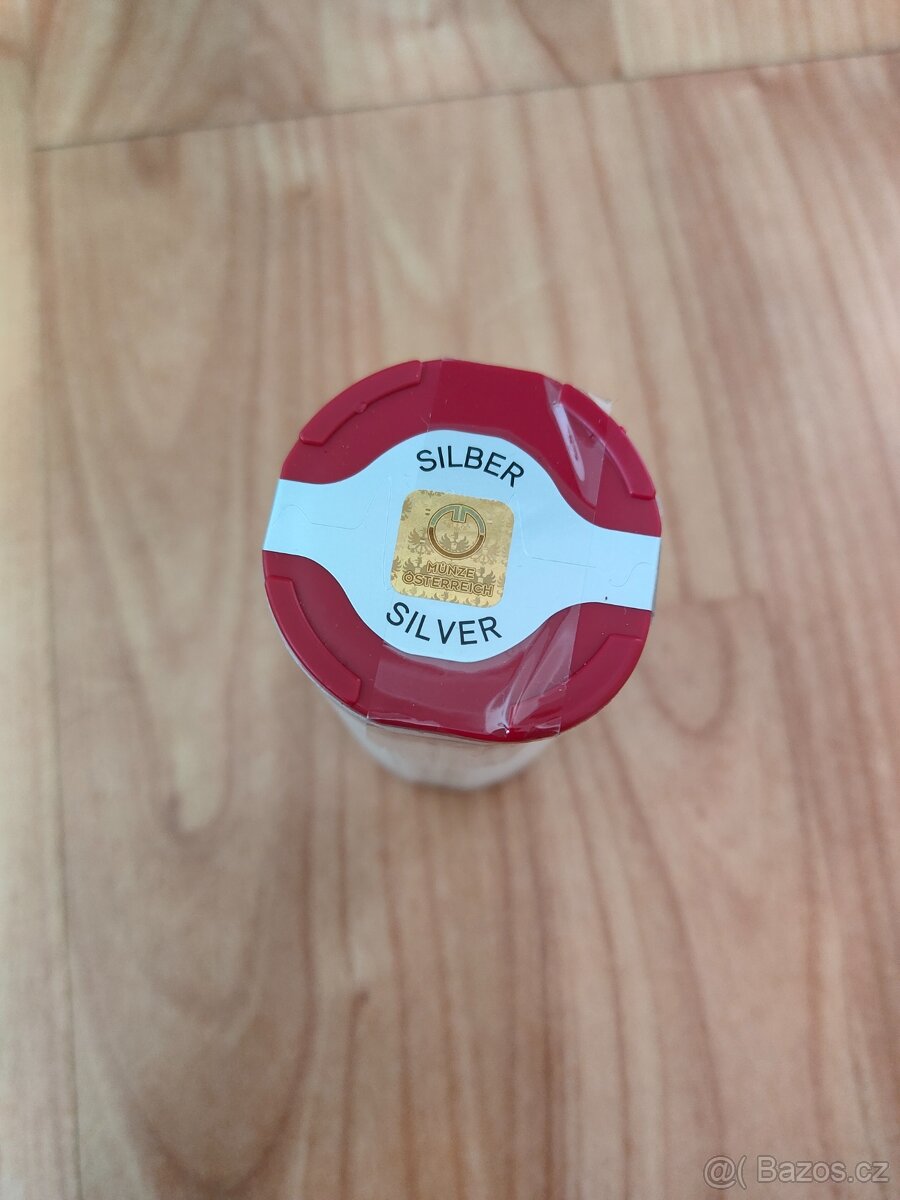 SILBER
MÜNZE
ÖSTERREICH
SILVER
@( Bazos.cz